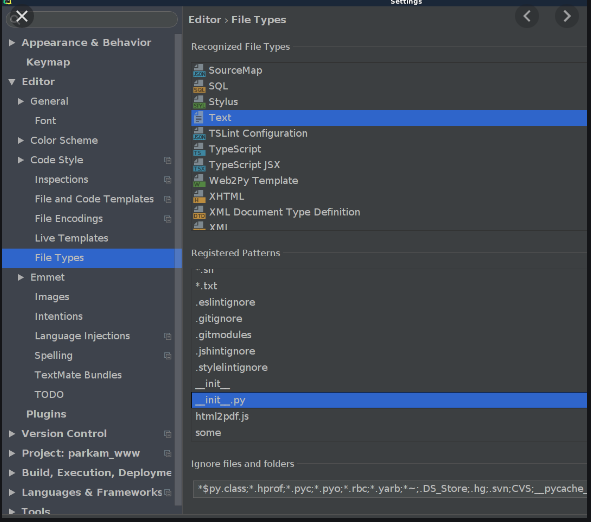 Settings
Editor › File Types
Recognized File Types
Appearance & Behavior
Keymap
Editor
General
Font
Color Scheme
Code Style
Inspections
File and Code Templates
File Encodings
Live Templates
File Types
Emmet
Images
Intentions
Language Injections
Spelling
TextMate Bundles
TODO
Plugins
Version Control
Project: parkam_www
Build, Execution, Deployme
Languages & Frameworks
Tools
SourceMap
SQL
Stylus
Text
TSLint Configuration
TypeScript
TypeScript JSX
Web2Py Template
XHTML
XML Document Type Definition
XML
Registered Patterns
*.sh
*.txt
.eslintignore
.gitignore
.gitmodules
.jshintignore
.stylelintignore
__init__
__init__.py
html2pdf.js
some
Ignore files and folders
*$py.class;*.hprof;*.pyc;*.pyo;*.rbc;*.yarb;*~;.DS_Store;.hg;.svn;CVS;__pycache_